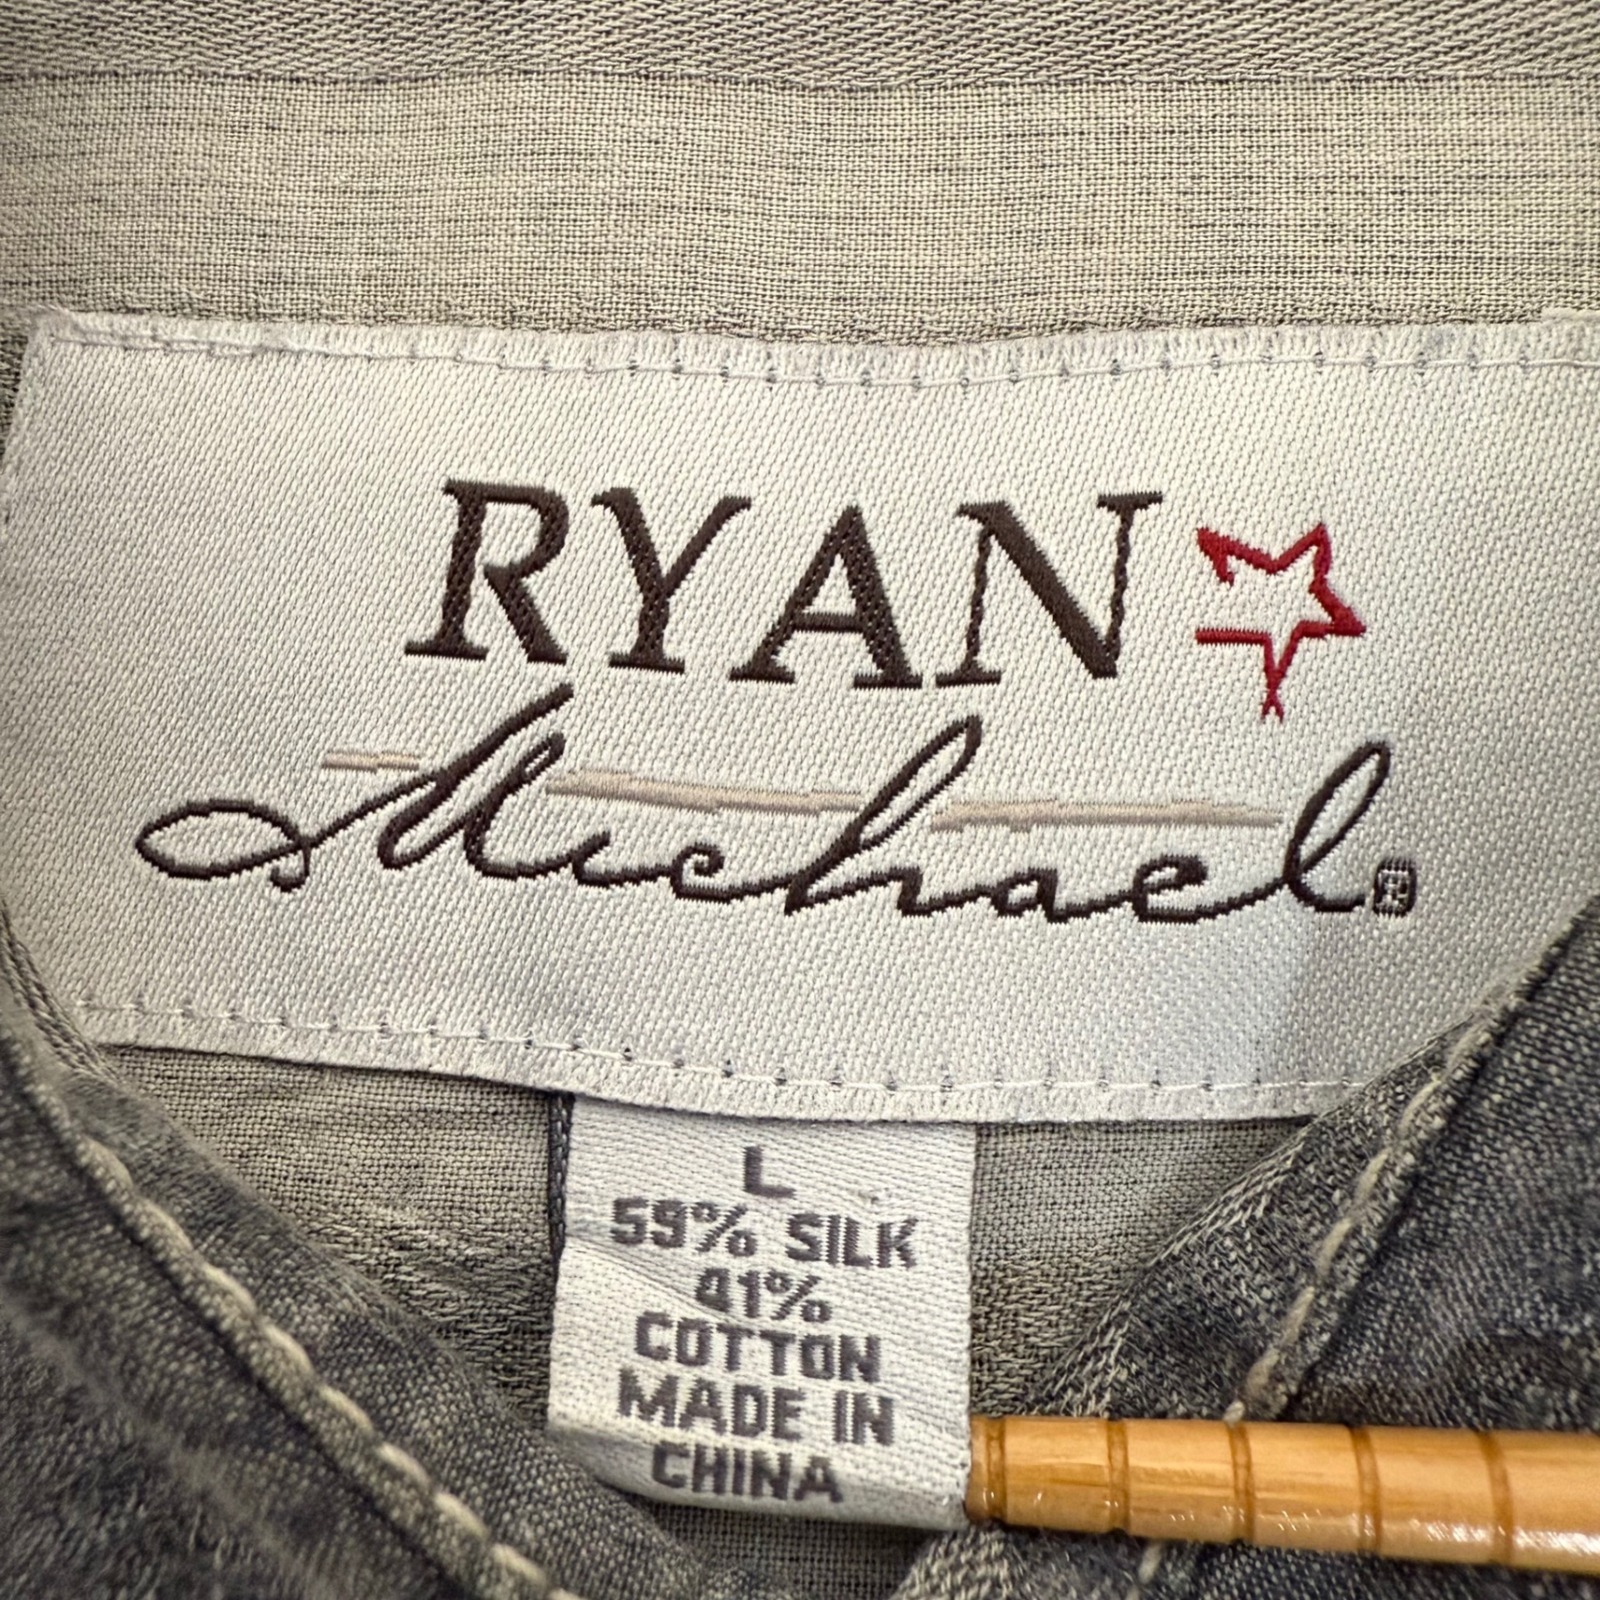 RYAN
Michael®
L
59% SILK
41%
COTTON
MADE IN
CHINA